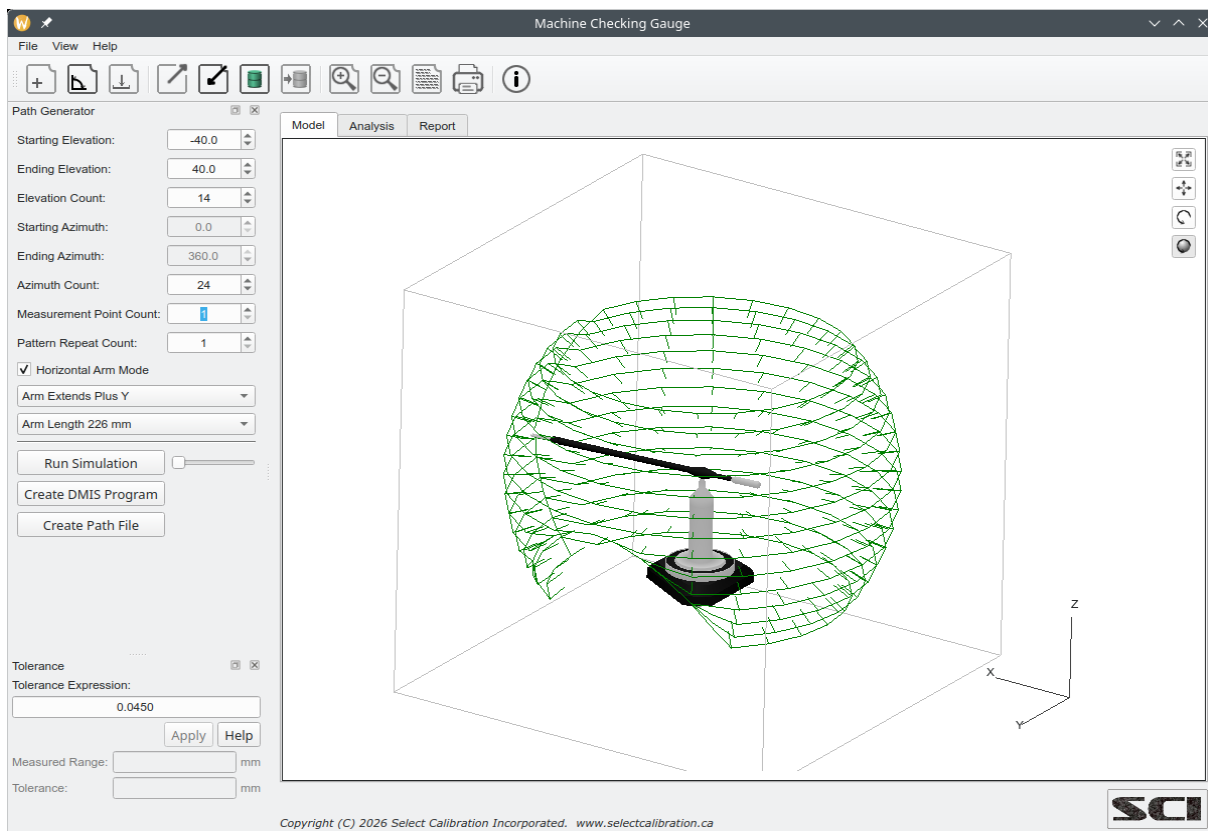 Machine Checking Gauge
File View Help
Path Generator
Starting Elevation: -40.0
Ending Elevation: 40.0
Elevation Count: 14
Starting Azimuth: 0.0
Ending Azimuth: 360.0
Azimuth Count: 24
Measurement Point Count: 1
Pattern Repeat Count: 1
Horizontal Arm Mode
Arm Extends Plus Y
Arm Length 226 mm
Run Simulation
Create DMIS Program
Create Path File
Tolerance
Tolerance Expression:
0.0450
Apply Help
Measured Range: mm
Tolerance: mm
Model Analysis Report
Z
X
Y
Copyright (C) 2026 Select Calibration Incorporated. www.selectcalibration.ca
SCI